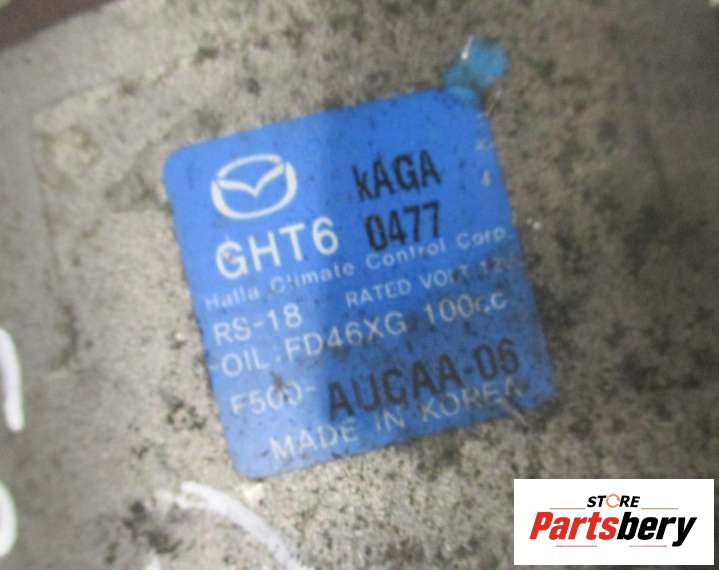 kAGA
GHT6 0477
Halla Climate Control Corp.
RS-18 RATED VOLT 12V
OIL:FD46XG 100cc
F500-AUCAA-06
MADE IN KOREA
STORE
Partsbery